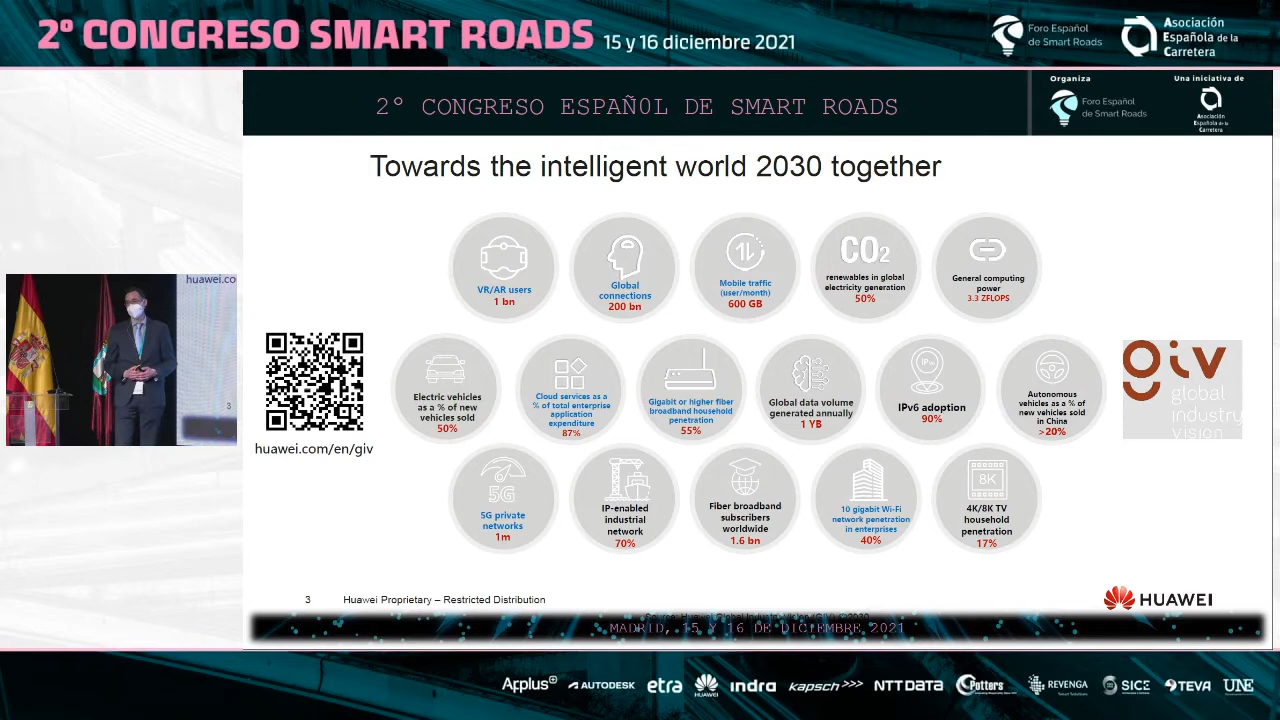 2º CONGRESO SMART ROADS 15 y 16 diciembre 2021
Foro Español
de Smart Roads
Asociación
Española de la
Carretera
2° CONGRESO ESPAÑOL DE SMART ROADS
Organiza
Foro Español
de Smart Roads
Una iniciativa de
Asociación
Española de la
Carretera
Towards the intelligent world 2030 together
VR/AR users
1 bn
Global
connections
200 bn
Mobile traffic
(user/month)
600 GB
CO2
renewables in global
electricity generation
50%
General computing
power
3.3 ZFLOPS
huawei.co
3
huawei.com/en/giv
Electric vehicles
as a % of new
vehicles sold
50%
Cloud services as a
% of total enterprise
application
expenditure
87%
Gigabit or higher fiber
broadband household
penetration
55%
Global data volume
generated annually
1 YB
IPv6
IPv6 adoption
90%
Autonomous
vehicles as a % of
new vehicles sold
in China
>20%
giv
global
industry
vision
5G
5G private
networks
1m
IP-enabled
industrial
network
70%
Fiber broadband
subscribers
worldwide
1.6 bn
10 gigabit Wi-Fi
network penetration
in enterprises
40%
8K
4K/8K TV
household
penetration
17%
3 Huawei Proprietary – Restricted Distribution
HUAWEI
MADRID, 15 Y 16 DE DICIEMBRE 2021
Applus+ AUTODESK etra HUAWEI indra kapsch >>> NTT DATA Potters REVENGA SICE TEVA UNE